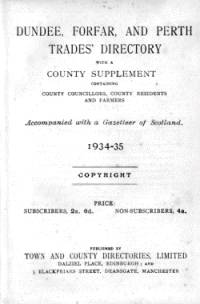 DUNDEE, FORFAR, AND PERTH
TRADES' DIRECTORY
WITH A
COUNTY SUPPLEMENT
CONTAINING
COUNTY COUNCILLORS, COUNTY RESIDENTS
AND FARMERS
Accompanied with a Gazetteer of Scotland.
1934-35
COPYRIGHT
PRICE:
SUBSCRIBERS, 2s. 6d. NON-SUBSCRIBERS, 4s.
PUBLISHED BY
TOWN AND COUNTY DIRECTORIES, LIMITED
DALZIEL PLACE, EDINBURGH; AND
BLACKFRIARS STREET, DEANSGATE, MANCHESTER